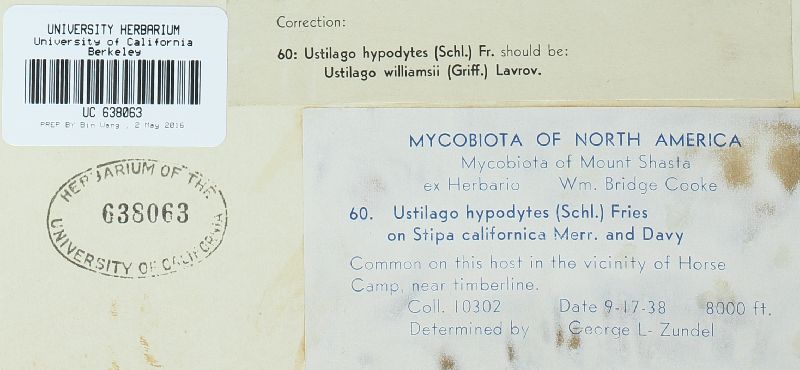 UNIVERSITY HERBARIUM
University of California
Berkeley
UC 638063
PREP BY Bin Wang , 2 May 2016
Correction:
60: Ustilago hypodytes (Schl.) Fr. should be:
Ustilago williamsii (Griff.) Lavrov.
HERBARIUM OF THE
638063
UNIVERSITY OF CALIFORNIA
MYCOBIOTA OF NORTH AMERICA
Mycobiota of Mount Shasta
ex Herbario Wm. Bridge Cooke
60. Ustilago hypodytes (Schl.) Fries
on Stipa californica Merr. and Davy
Common on this host in the vicinity of Horse
Camp, near timberline.
Coll. 10302 Date 9-17-38 8000 ft.
Determined by George L- Zundel